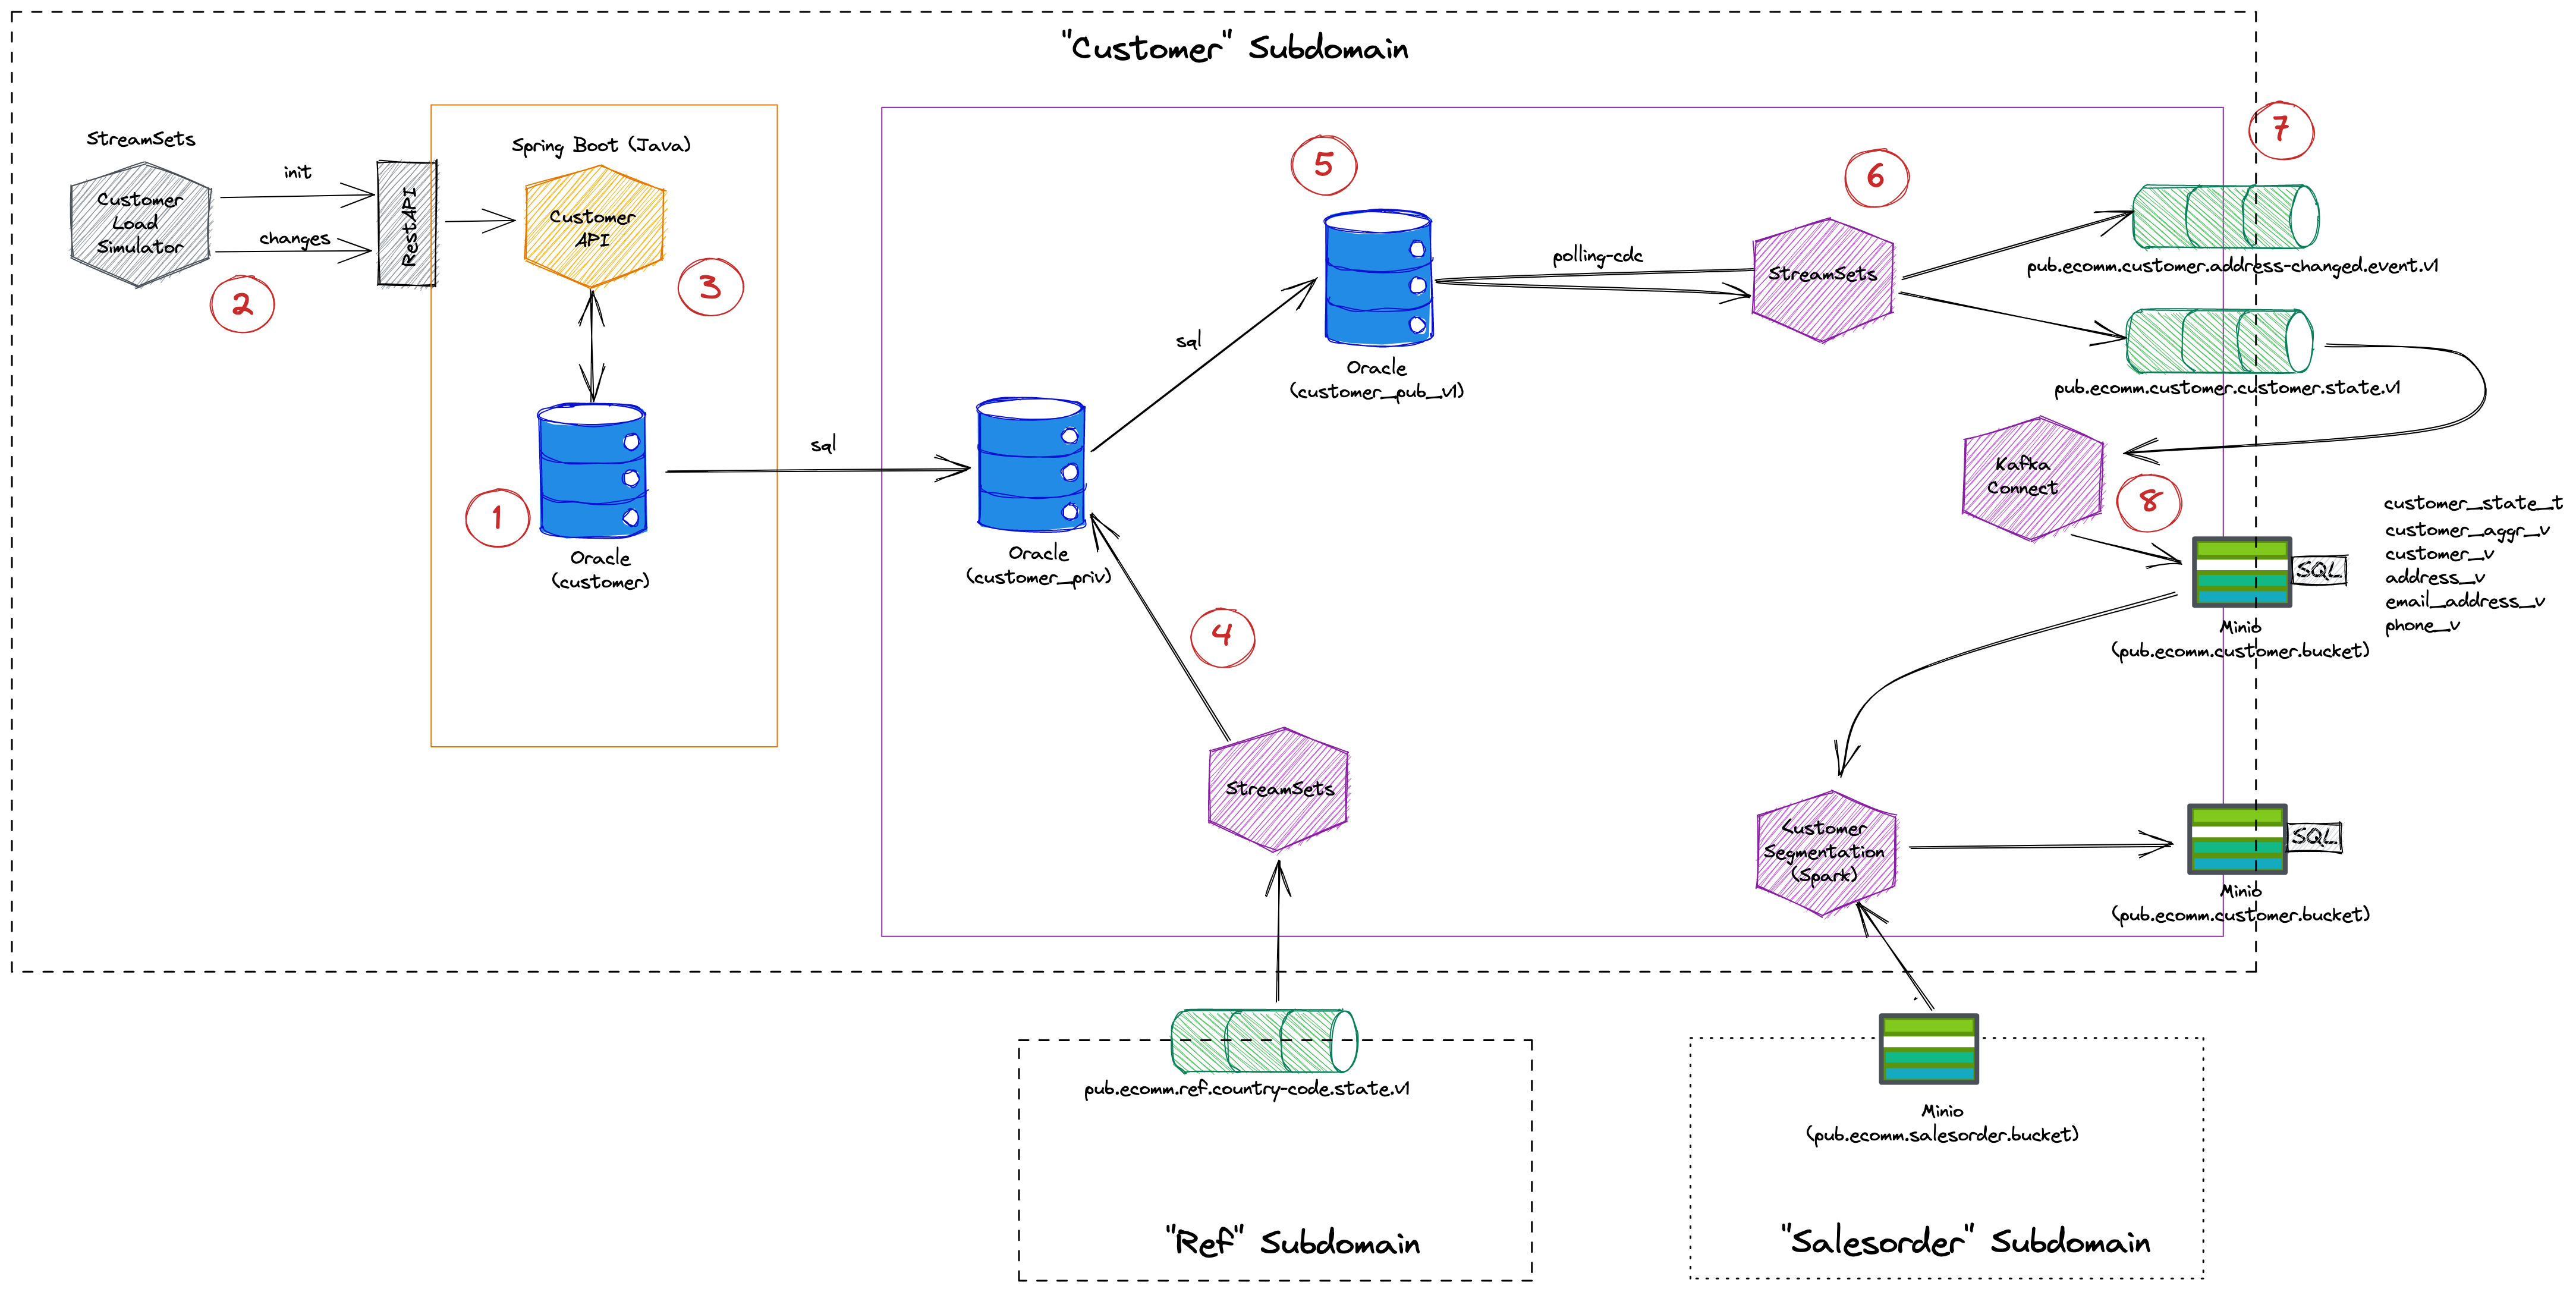 "Customer" Subdomain
StreamSets
Customer
Load
Simulator
init
changes
2
RestAPI
Spring Boot (Java)
Customer
API
3
1
Oracle
(customer)
sql
Oracle
(customer_priv)
sql
5
Oracle
(customer_pub_v1)
polling-cdc
6
StreamSets
7
pub.ecomm.customer.address-changed.event.v1
pub.ecomm.customer.customer.state.v1
Kafka
Connect
8
SQL
customer_state_t
customer_aggr_v
customer_v
address_v
email_address_v
phone_v
Minio
(pub.ecomm.customer.bucket)
4
StreamSets
Customer
Segmentation
(Spark)
SQL
Minio
(pub.ecomm.customer.bucket)
pub.ecomm.ref.country-code.state.v1
"Ref" Subdomain
Minio
(pub.ecomm.salesorder.bucket)
"Salesorder" Subdomain